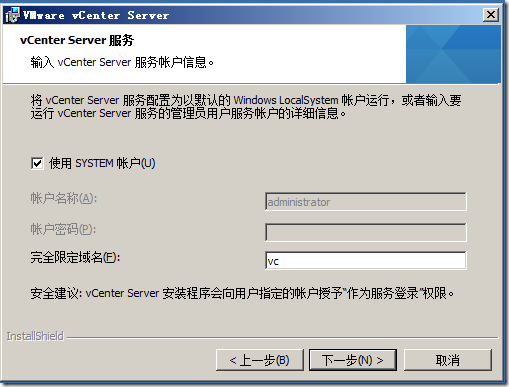 VMware vCenter Server
vCenter Server 服务
输入 vCenter Server 服务帐户信息。
将 vCenter Server 服务配置为以默认的 Windows LocalSystem 帐户运行，或者输入要
运行 vCenter Server 服务的管理员用户服务帐户的详细信息。
使用 SYSTEM 帐户(U)
帐户名称(A):
administrator
帐户密码(P):
完全限定域名(F):
vc
安全建议: vCenter Server 安装程序会向用户指定的帐户授予“作为服务登录”权限。
InstallShield
< 上一步(B)
下一步(N) >
取消